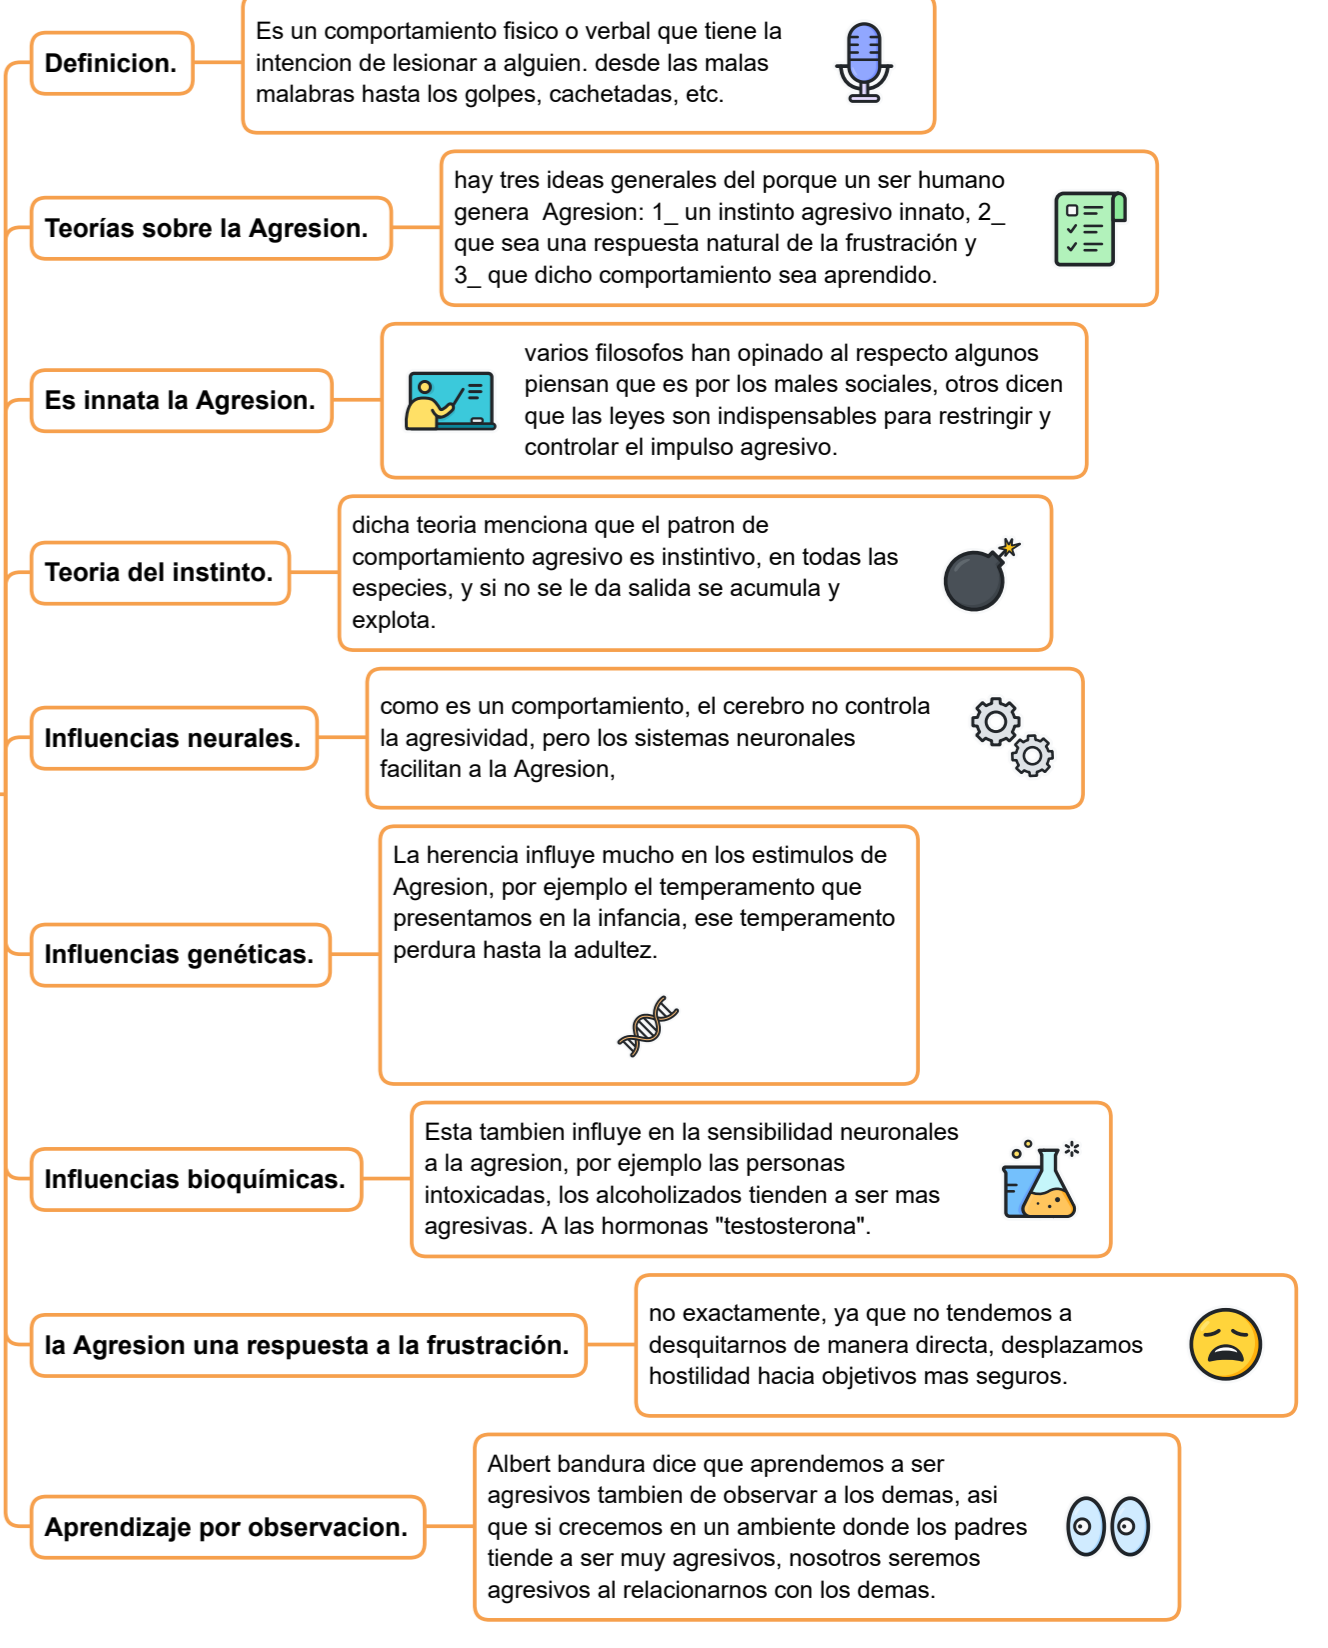 Definicion.
Es un comportamiento fisico o verbal que tiene la
intencion de lesionar a alguien. desde las malas
malabras hasta los golpes, cachetadas, etc.
Teorías sobre la Agresion.
hay tres ideas generales del porque un ser humano
genera  Agresion: 1_ un instinto agresivo innato, 2_
que sea una respuesta natural de la frustración y
3_ que dicho comportamiento sea aprendido.
Es innata la Agresion.
varios filosofos han opinado al respecto algunos
piensan que es por los males sociales, otros dicen
que las leyes son indispensables para restringir y
controlar el impulso agresivo.
Teoria del instinto.
dicha teoria menciona que el patron de
comportamiento agresivo es instintivo, en todas las
especies, y si no se le da salida se acumula y
explota.
Influencias neurales.
como es un comportamiento, el cerebro no controla
la agresividad, pero los sistemas neuronales
facilitan a la Agresion,
Influencias genéticas.
La herencia influye mucho en los estimulos de
Agresion, por ejemplo el temperamento que
presentamos en la infancia, ese temperamento
perdura hasta la adultez.
Influencias bioquímicas.
Esta tambien influye en la sensibilidad neuronales
a la agresion, por ejemplo las personas
intoxicadas, los alcoholizados tienden a ser mas
agresivas. A las hormonas "testosterona".
la Agresion una respuesta a la frustración.
no exactamente, ya que no tendemos a
desquitarnos de manera directa, desplazamos
hostilidad hacia objetivos mas seguros.
Aprendizaje por observacion.
Albert bandura dice que aprendemos a ser
agresivos tambien de observar a los demas, asi
que si crecemos en un ambiente donde los padres
tiende a ser muy agresivos, nosotros seremos
agresivos al relacionarnos con los demas.